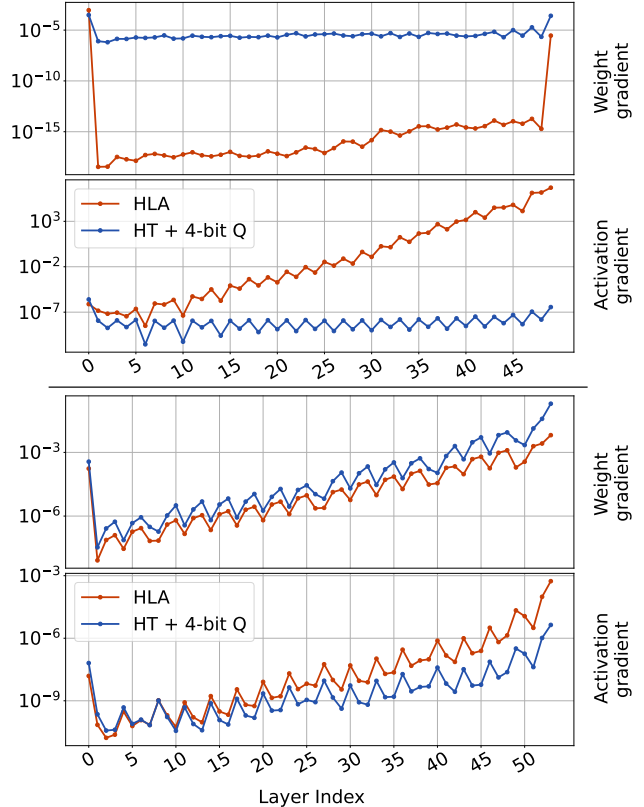 10⁻⁵
10⁻¹⁰
10⁻¹⁵
Weight
gradient
HLA
HT + 4-bit Q
10³
10⁻²
10⁻⁷
Activation
gradient
0 5 10 15 20 25 30 35 40 45
10⁻³
10⁻⁶
Weight
gradient
10⁻³
HLA
HT + 4-bit Q
10⁻⁶
10⁻⁹
Activation
gradient
0 5 10 15 20 25 30 35 40 45 50
Layer Index